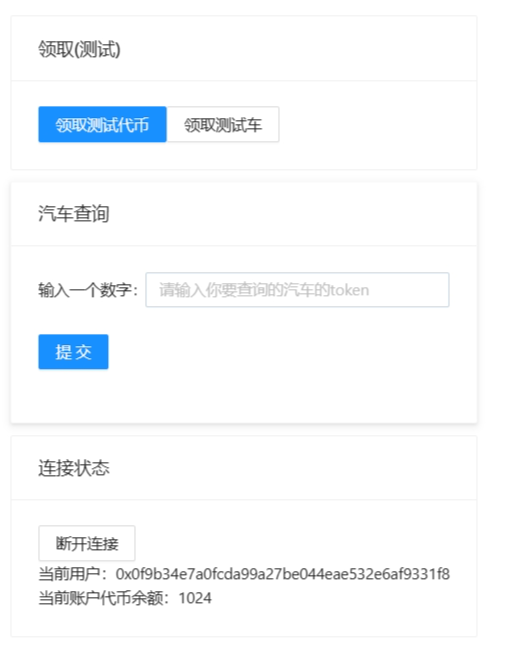 领取(测试)
领取测试代币 领取测试车
汽车查询
输入一个数字： 请输入你要查询的汽车的token
提 交
连接状态
断开连接
当前用户：0x0f9b34e7a0fcda99a27be044eae532e6af9331f8
当前账户代币余额：1024